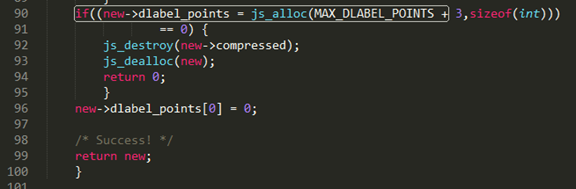 90 if((new->dlabel_points = js_alloc(MAX_DLABEL_POINTS + 3,sizeof(int)))
91 == 0) {
92 js_destroy(new->compressed);
93 js_dealloc(new);
94 return 0;
95 }
96 new->dlabel_points[0] = 0;
97
98 /* Success! */
99 return new;
100 }
101